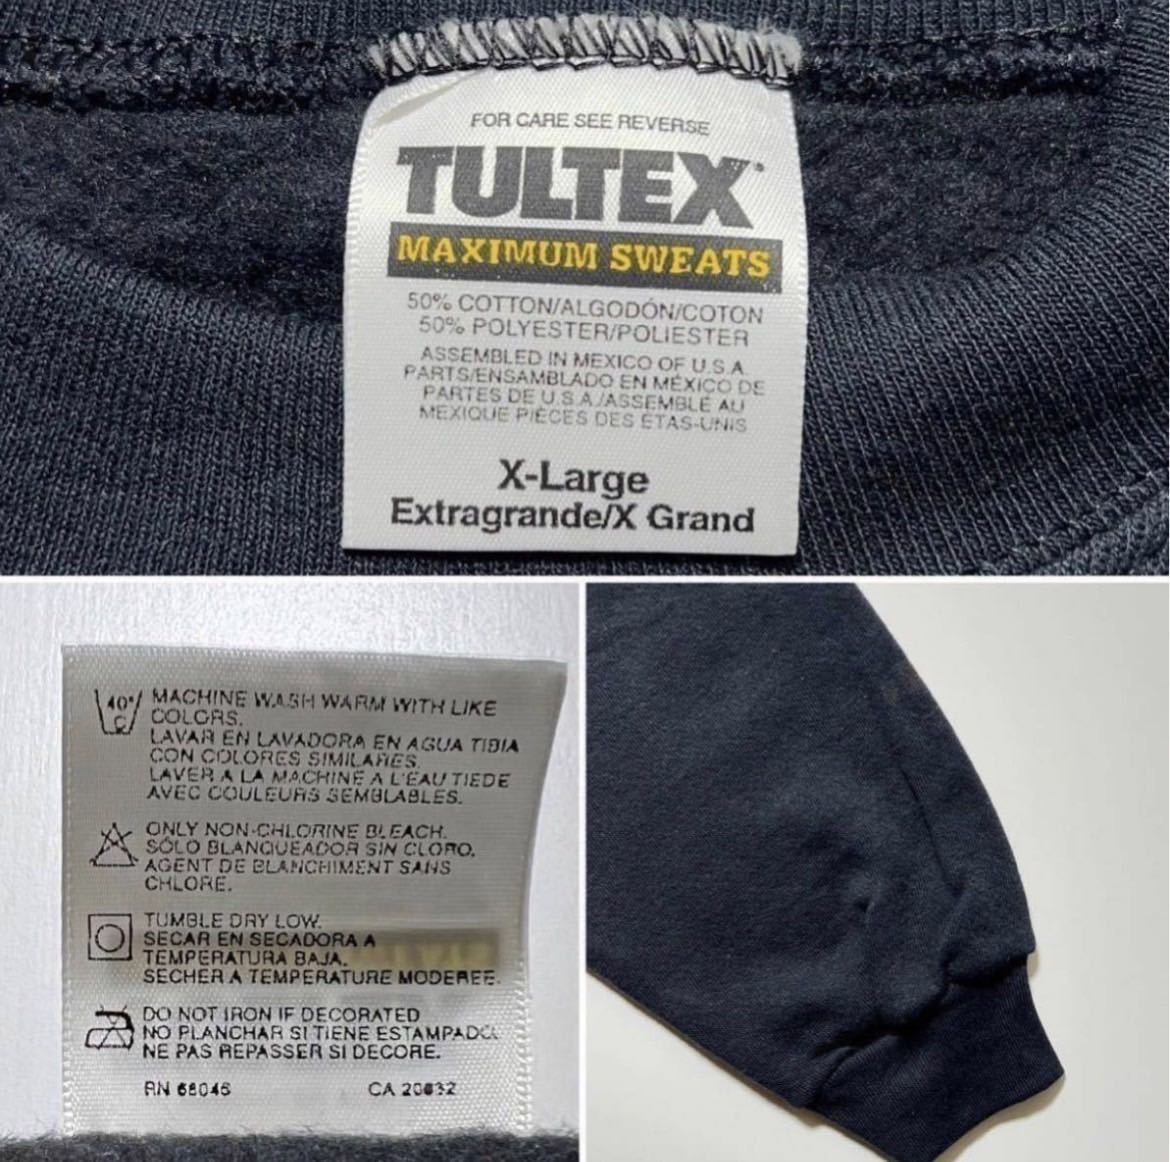 FOR CARE SEE REVERSE
TULTEX
MAXIMUM SWEATS
50% COTTON/ALGODÓN/COTON
50% POLYESTER/POLIESTER
ASSEMBLED IN MEXICO OF U.S.A.
PARTS/ENSAMBLADO EN MÉXICO DE
PARTES DE U.S.A./ASSEMBLÉ AU
MEXIQUE PIÈCES DES ÉTAS-UNIS
X-Large
Extragrande/X Grand
40° C
MACHINE WASH WARM WITH LIKE
COLORS.
LAVAR EN LAVADORA EN AGUA TIBIA
CON COLORES SIMILARES.
LAVER A LA MACHINE A L'EAU TIEDE
AVEC COULEURS SEMBLABLES.
ONLY NON-CHLORINE BLEACH.
SÓLO BLANQUEADOR SIN CLORO.
AGENT DE BLANCHIMENT SANS
CHLORE.
TUMBLE DRY LOW.
SECAR EN SECADORA A
TEMPERATURA BAJA.
SECHER A TEMPERATURE MODEREE.
DO NOT IRON IF DECORATED
NO PLANCHAR SI TIENE ESTAMPADO.
NE PAS REPASSER SI DECORE.
RN 68046
CA